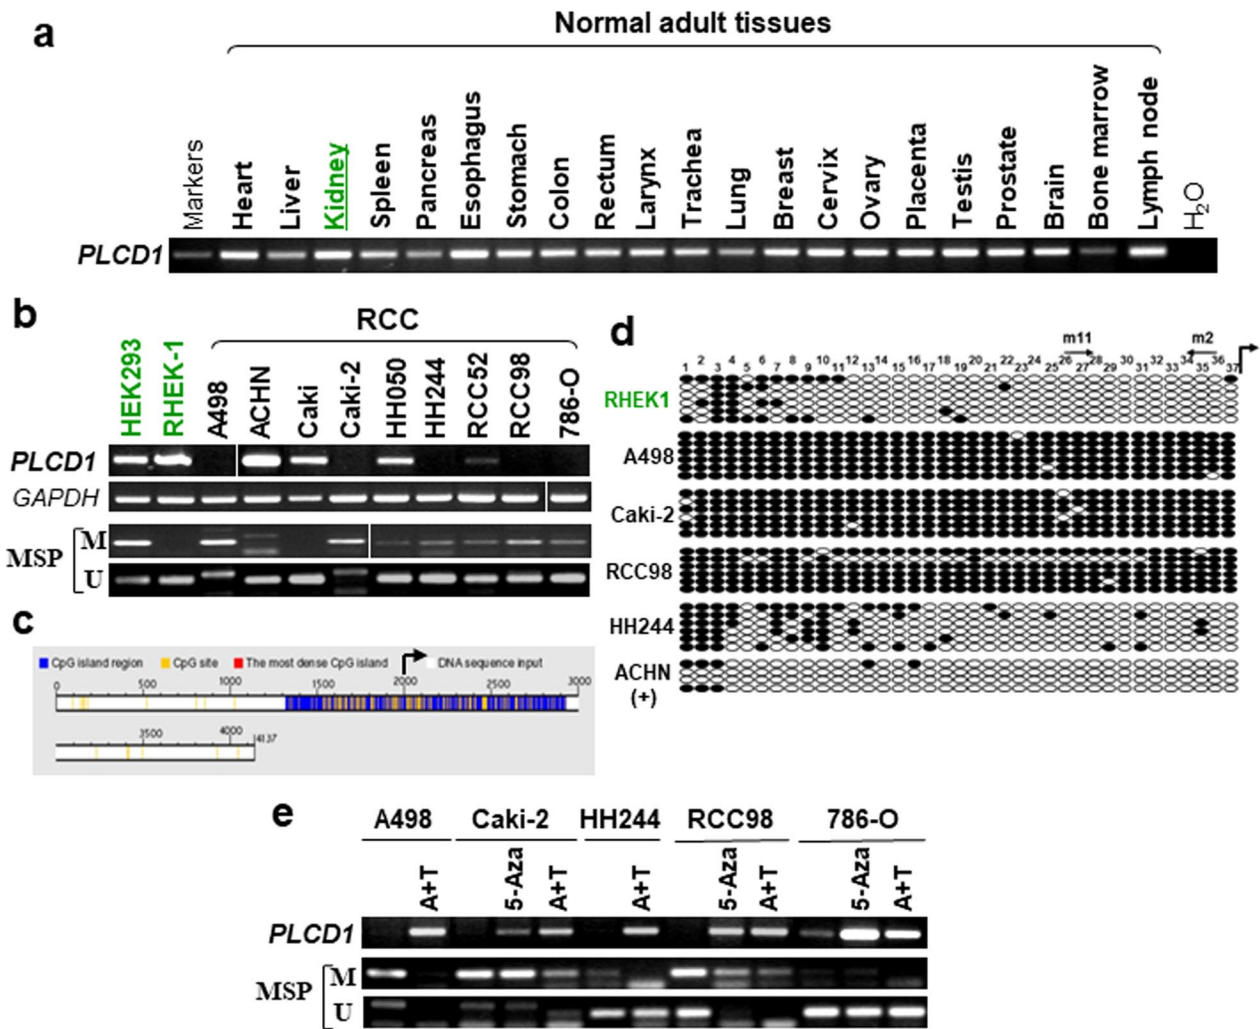 a
Normal adult tissues
Markers
Heart
Liver
Kidney
Spleen
Pancreas
Esophagus
Stomach
Colon
Rectum
Larynx
Trachea
Lung
Breast
Cervix
Ovary
Placenta
Testis
Prostate
Brain
Bone marrow
Lymph node
H₂O
PLCD1
b
RCC
HEK293
RHEK-1
A498
ACHN
Caki
Caki-2
HH050
HH244
RCC52
RCC98
786-O
PLCD1
GAPDH
MSP
M
U
c
CpG island region CpG site The most dense CpG island DNA sequence input
0 500 1000 1500 2000 2500 3000
3500 4000 4137
d
m11 m2
1 2 3 4 5 6 7 8 9 10 11 12 13 14 15 16 17 18 19 20 21 22 23 24 25 26 27 28 29 30 31 32 33 34 35 36 37
RHEK1
A498
Caki-2
RCC98
HH244
ACHN
(+)
e
A498 Caki-2 HH244 RCC98 786-O
A+T 5-Aza A+T A+T 5-Aza A+T 5-Aza A+T
PLCD1
MSP
M
U